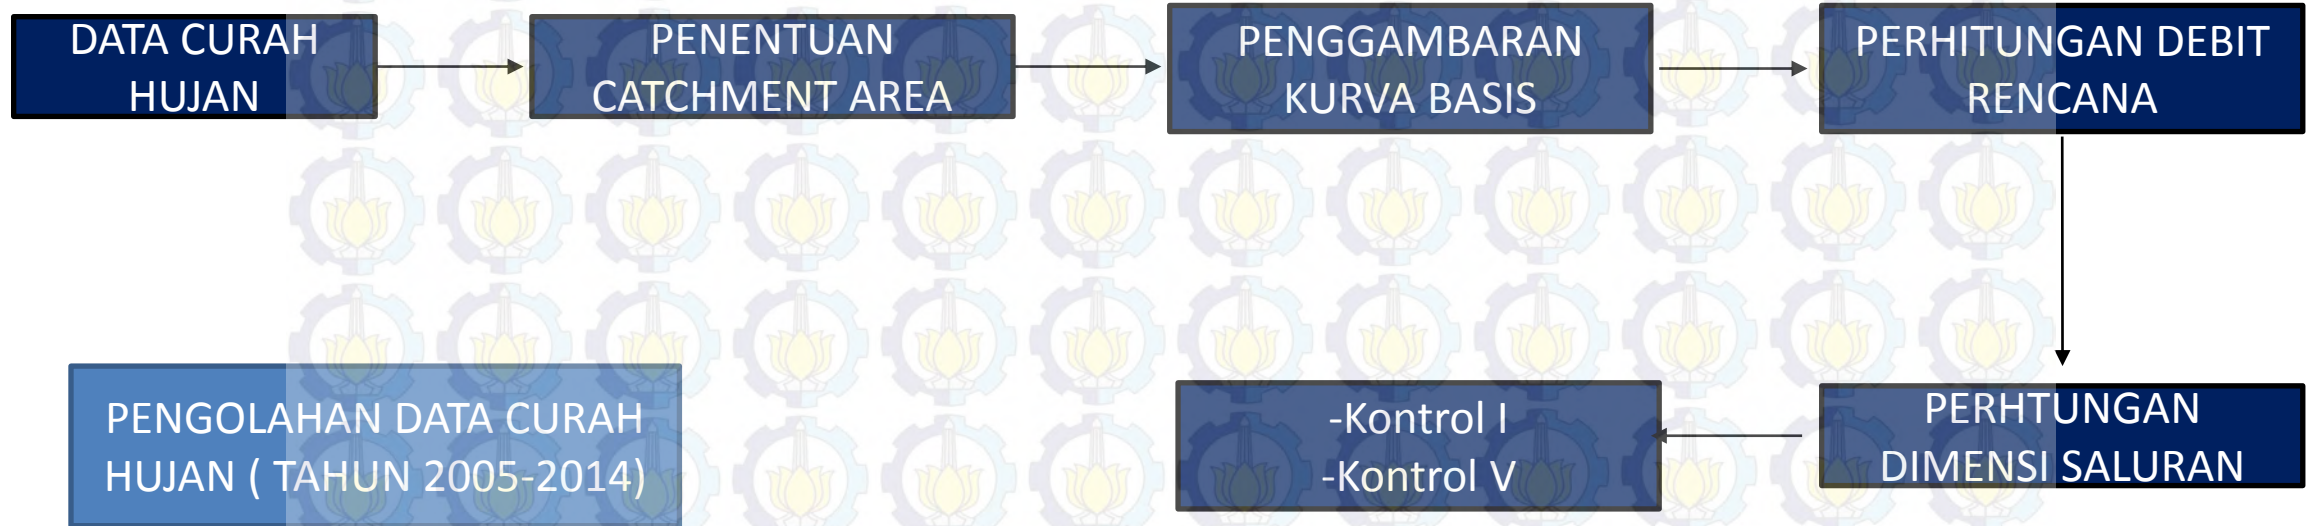 DATA CURAH
HUJAN
PENENTUAN
CATCHMENT AREA
PENGGAMBARAN
KURVA BASIS
PERHITUNGAN DEBIT
RENCANA
PERHTUNGAN
DIMENSI SALURAN
-Kontrol I
-Kontrol V
PENGOLAHAN DATA CURAH
HUJAN ( TAHUN 2005-2014)